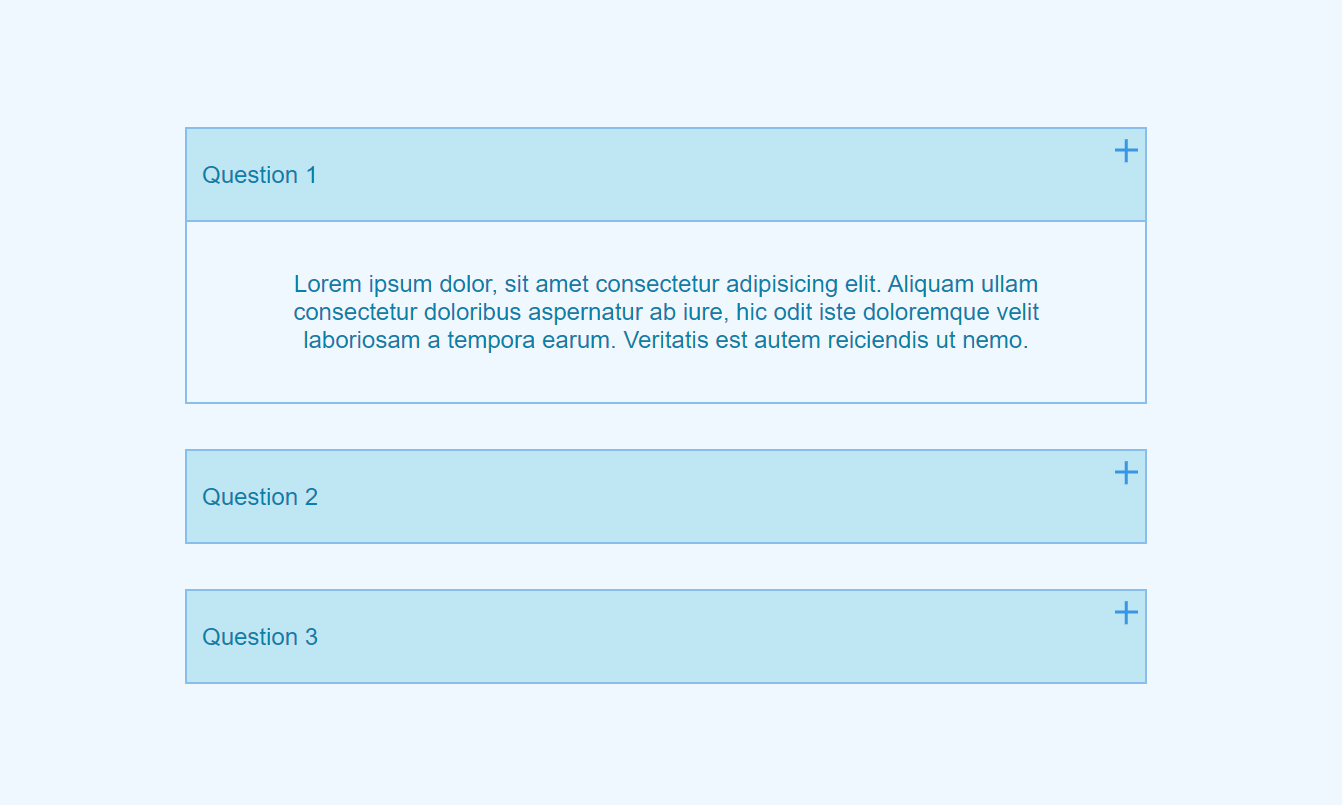 Question 1
Lorem ipsum dolor, sit amet consectetur adipisicing elit. Aliquam ullam
consectetur doloribus aspernatur ab iure, hic odit iste doloremque velit
laboriosam a tempora earum. Veritatis est autem reiciendis ut nemo.
Question 2
Question 3